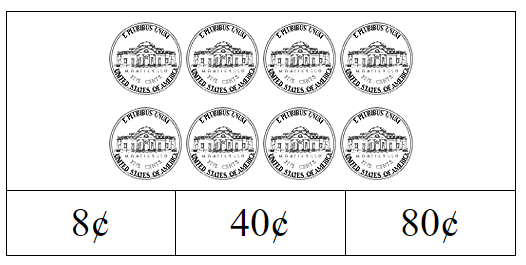 E PLURIBUS UNUM E PLURIBUS UNUM E PLURIBUS UNUM E PLURIBUS UNUM
MONTICELLO MONTICELLO MONTICELLO MONTICELLO
FIVE CENTS FIVE CENTS FIVE CENTS FIVE CENTS
UNITED STATES OF AMERICA UNITED STATES OF AMERICA UNITED STATES OF AMERICA UNITED STATES OF AMERICA
E PLURIBUS UNUM E PLURIBUS UNUM E PLURIBUS UNUM E PLURIBUS UNUM
MONTICELLO MONTICELLO MONTICELLO MONTICELLO
FIVE CENTS FIVE CENTS FIVE CENTS FIVE CENTS
UNITED STATES OF AMERICA UNITED STATES OF AMERICA UNITED STATES OF AMERICA UNITED STATES OF AMERICA
8¢ 40¢ 80¢